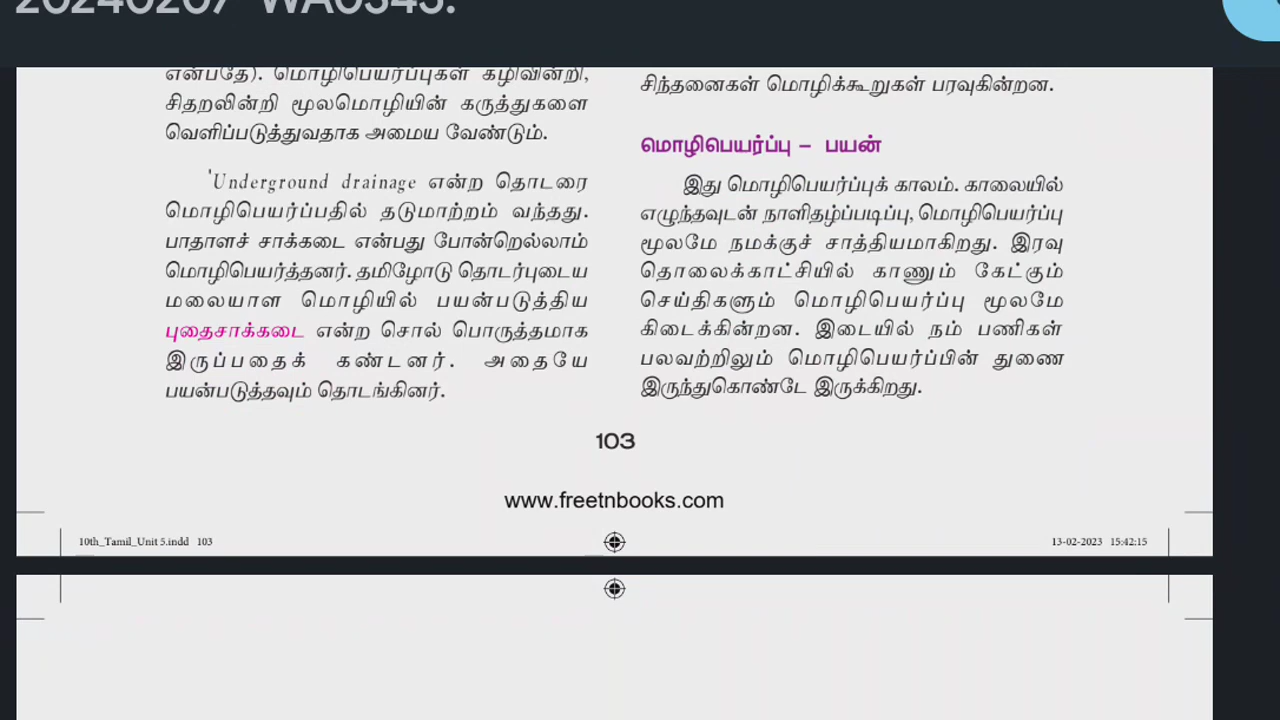 20240207 WA0343.
என்பதே). மொழிபெயர்ப்புகள் கழிவின்றி,
சிதறலின்றி மூலமொழியின் கருத்துகளை
வெளிப்படுத்துவதாக அமைய வேண்டும்.
'Underground drainage என்ற தொடரை
மொழிபெயர்ப்பதில் தடுமாற்றம் வந்தது.
பாதாளச் சாக்கடை என்பது போன்றெல்லாம்
மொழிபெயர்த்தனர். தமிழோடு தொடர்புடைய
மலையாள மொழியில் பயன்படுத்திய
புதைசாக்கடை என்ற சொல் பொருத்தமாக
இருப்பதைக் கண்டனர். அதையே
பயன்படுத்தவும் தொடங்கினர்.
சிந்தனைகள் மொழிக்கூறுகள் பரவுகின்றன.
மொழிபெயர்ப்பு – பயன்
இது மொழிபெயர்ப்புக் காலம். காலையில்
எழுந்தவுடன் நாளிதழ்ப்படிப்பு, மொழிபெயர்ப்பு
மூலமே நமக்குச் சாத்தியமாகிறது. இரவு
தொலைக்காட்சியில் காணும் கேட்கும்
செய்திகளும் மொழிபெயர்ப்பு மூலமே
கிடைக்கின்றன. இடையில் நம் பணிகள்
பலவற்றிலும் மொழிபெயர்ப்பின் துணை
இருந்துகொண்டே இருக்கிறது.
103
www.freetnbooks.com
10th_Tamil_Unit 5.indd 103
13-02-2023 15:42:15